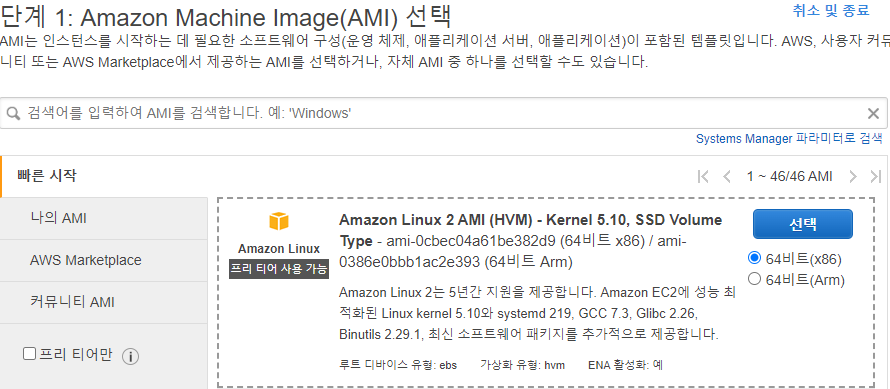 단계 1: Amazon Machine Image(AMI) 선택
취소 및 종료
AMI는 인스턴스를 시작하는 데 필요한 소프트웨어 구성(운영 체제, 애플리케이션 서버, 애플리케이션)이 포함된 템플릿입니다. AWS, 사용자 커뮤
니티 또는 AWS Marketplace에서 제공하는 AMI를 선택하거나, 자체 AMI 중 하나를 선택할 수도 있습니다.
검색어를 입력하여 AMI를 검색합니다. 예: 'Windows'
Systems Manager 파라미터로 검색
빠른 시작
1 ~ 46/46 AMI
나의 AMI
AWS Marketplace
커뮤니티 AMI
프리 티어만
Amazon Linux
프리 티어 사용 가능
Amazon Linux 2 AMI (HVM) - Kernel 5.10, SSD Volume
Type - ami-0cbec04a61be382d9 (64비트 x86) / ami-
0386e0bbb1ac2e393 (64비트 Arm)
Amazon Linux 2는 5년간 지원을 제공합니다. Amazon EC2에 성능 최
적화된 Linux kernel 5.10와 systemd 219, GCC 7.3, Glibc 2.26,
Binutils 2.29.1, 최신 소프트웨어 패키지를 추가적으로 제공합니다.
루트 디바이스 유형: ebs 가상화 유형: hvm ENA 활성화: 예
선택
64비트(x86)
64비트(Arm)